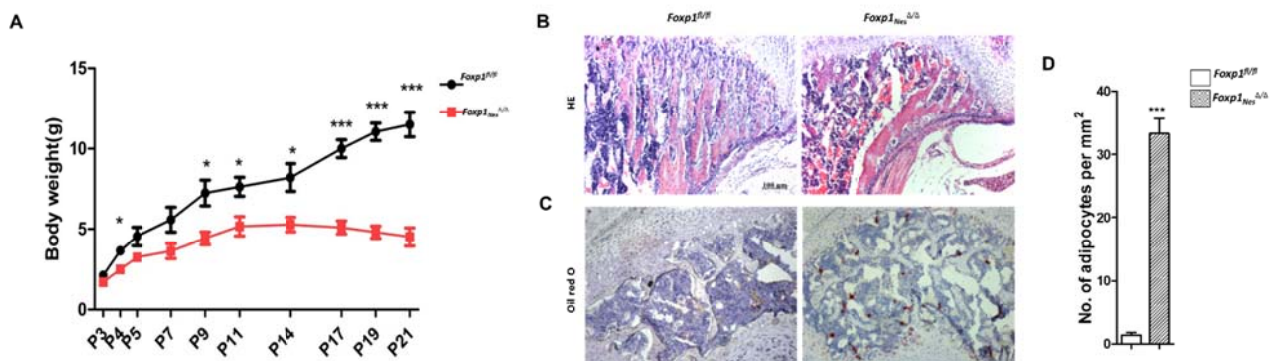 A
Body weight(g)
15
10
5
0
P3
P4
P5
P7
P9
P11
P14
P17
P19
P21
*
*
*
*
***
***
***
Foxp1fl/fl
Foxp1NesΔ/Δ
B
Foxp1fl/fl
Foxp1NesΔ/Δ
HE
100 μm
C
Oil red O
D
Foxp1fl/fl
Foxp1NesΔ/Δ
No. of adipocytes per mm2
40
30
20
10
0
***